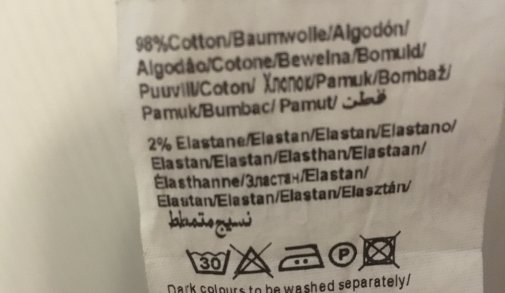 98%Cotton/Baumwolle/Algodón/
Algodão/Cotone/Bewelna/Bomuld/
Puuvill/Coton/ Хлопок/Pamuk/Bombaž/
Pamuk/Bumbac/ Pamut/ قطن
2% Elastane/Elastan/Elastan/Elastano/
Elastan/Elastan/Elasthan/Elastaan/
Élasthanne/Эластан/Elastan/
Elastan/Elastan/Elastan/Elasztán/
نسيج متمطط
30 P
Dark colours to be washed separately/